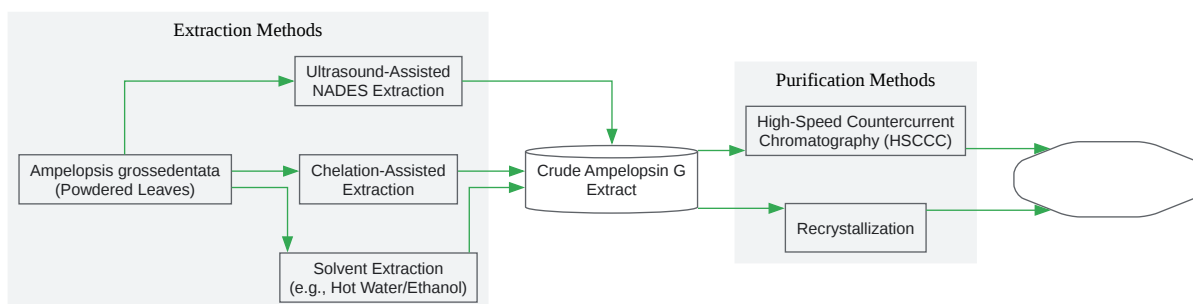 Extraction Methods
Ultrasound-Assisted
NADES Extraction
Ampelopsis grossedentata
(Powdered Leaves)
Chelation-Assisted
Extraction
Solvent Extraction
(e.g., Hot Water/Ethanol)
Crude Ampelopsin G
Extract
Purification Methods
High-Speed Countercurrent
Chromatography (HSCCC)
Recrystallization